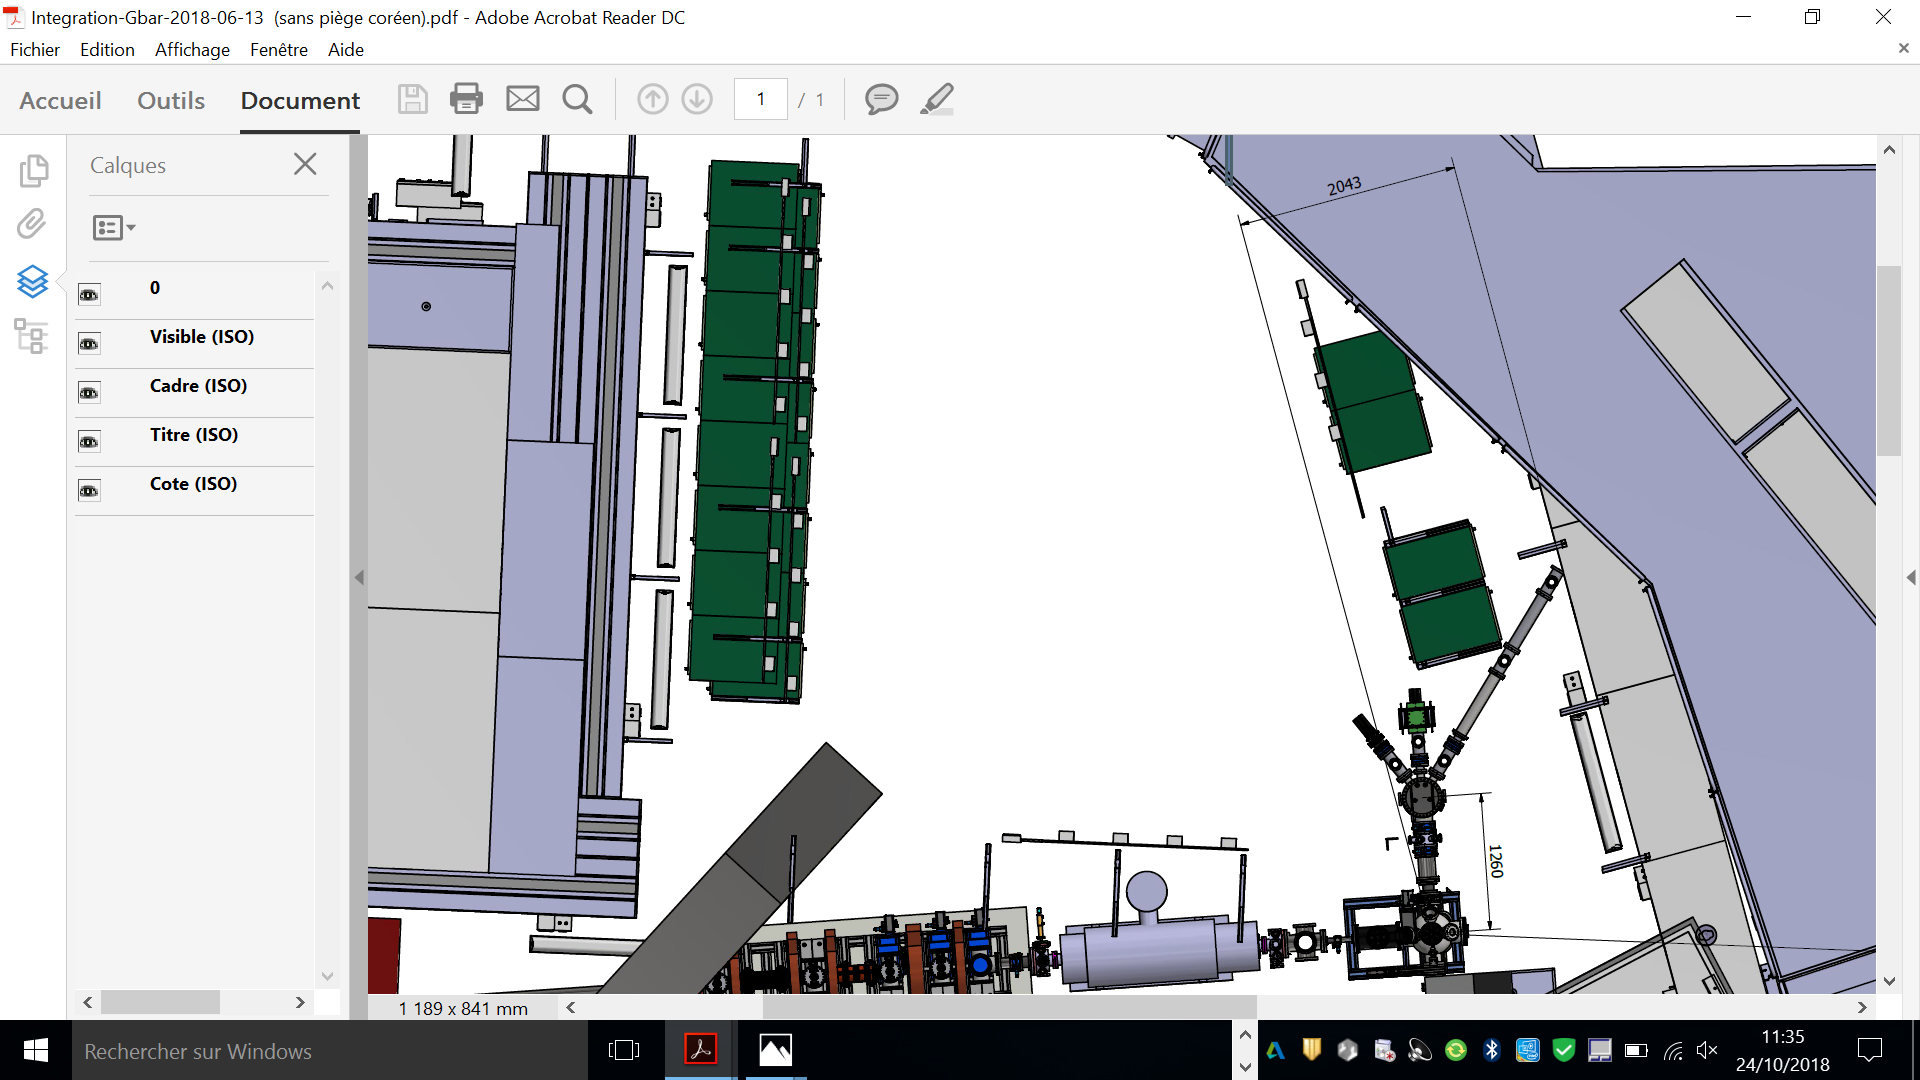 Integration-Gbar-2018-06-13 (sans piège coréen).pdf - Adobe Acrobat Reader DC
Fichier Edition Affichage Fenêtre Aide
Accueil Outils Document 1 / 1
Calques
0
Visible (ISO)
Cadre (ISO)
Titre (ISO)
Cote (ISO)
2043
1260
1 189 x 841 mm
Rechercher sur Windows
11:35
24/10/2018